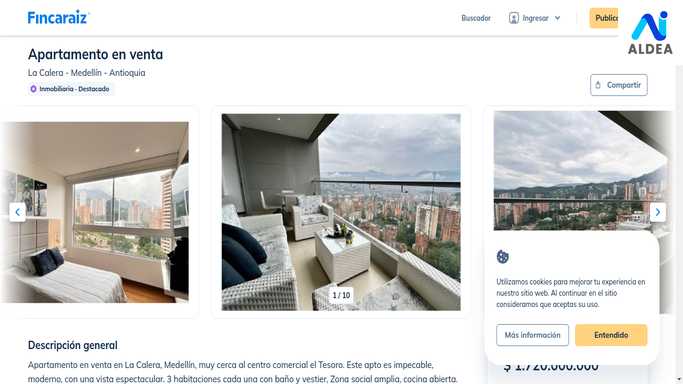 Fincaraiz
Buscador
Ingresar
Publica
ALDEA
Apartamento en venta
La Calera - Medellín - Antioquia
Inmobiliaria · Destacado
Compartir
1 / 10
Utilizamos cookies para mejorar tu experiencia en
nuestro sitio web. Al continuar en el sitio
consideramos que aceptas su uso.
Más información
Entendido
$ 1.720.000.000
Descripción general
Apartamento en venta en La Calera, Medellín, muy cerca al centro comercial el Tesoro. Este apto es impecable,
moderno, con una vista espectacular. 3 habitaciones cada una con baño y vestier, Zona social amplia, cocina abierta.